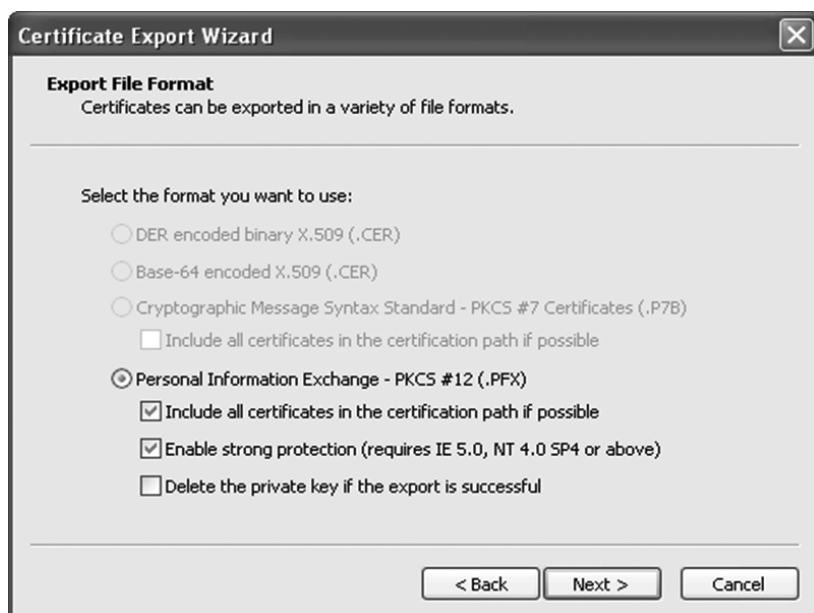 Certificate Export Wizard
Export File Format
Certificates can be exported in a variety of file formats.
Select the format you want to use:
DER encoded binary X.509 (.CER)
Base-64 encoded X.509 (.CER)
Cryptographic Message Syntax Standard - PKCS #7 Certificates (.P7B)
Include all certificates in the certification path if possible
Personal Information Exchange - PKCS #12 (.PFX)
Include all certificates in the certification path if possible
Enable strong protection (requires IE 5.0, NT 4.0 SP4 or above)
Delete the private key if the export is successful
< Back Next > Cancel